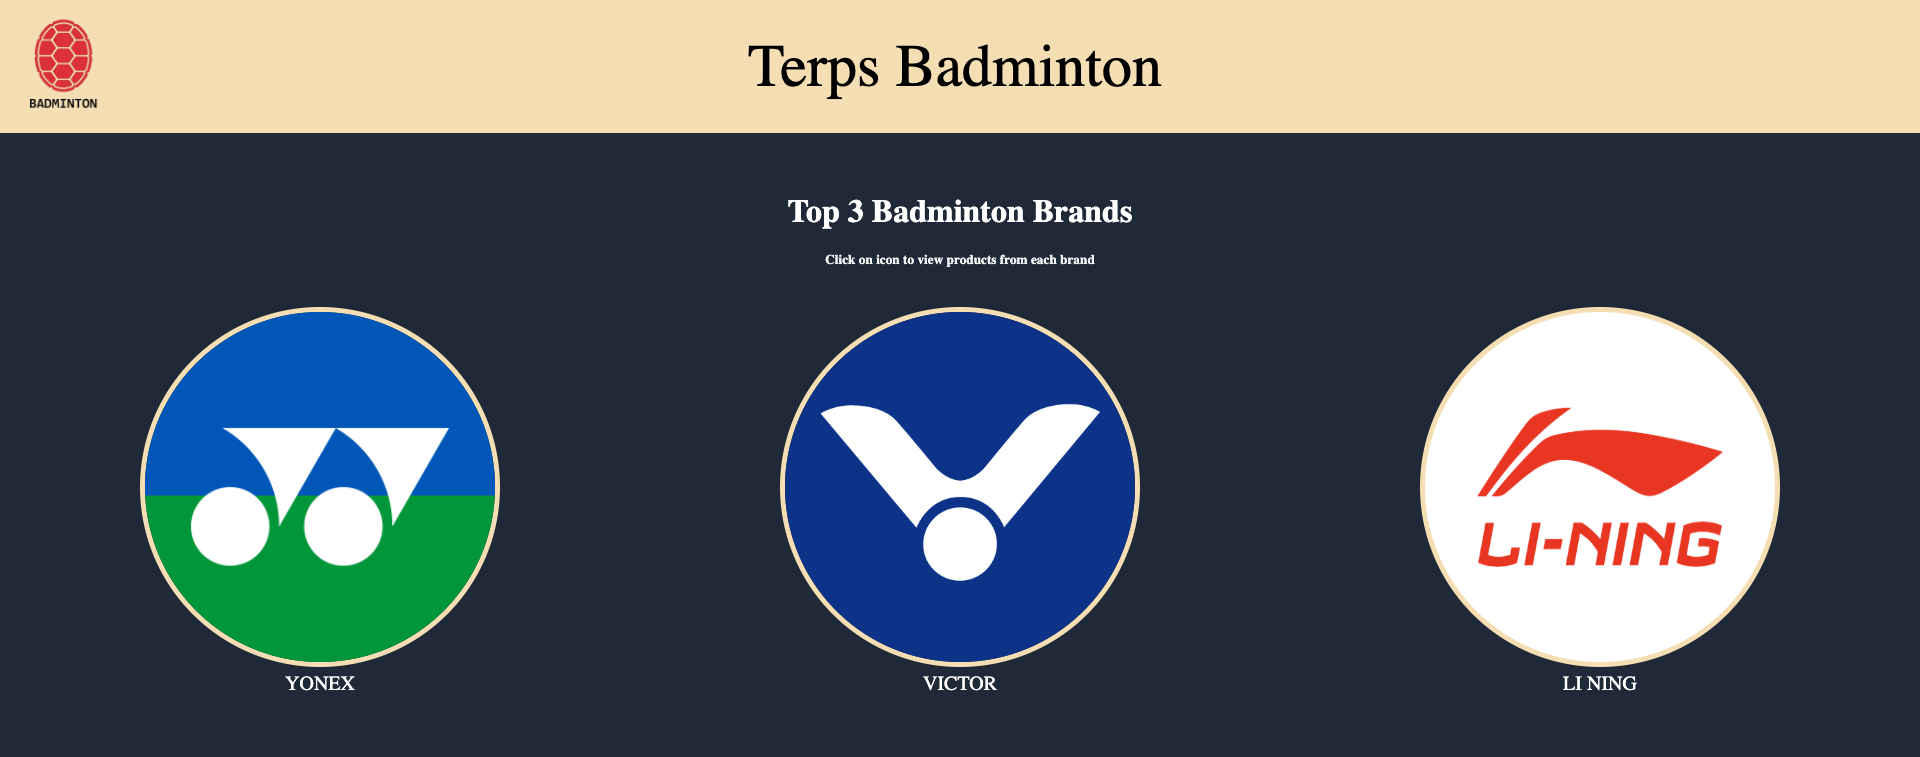 BADMINTON
Terps Badminton
Top 3 Badminton Brands
Click on icon to view products from each brand
LI-NING
YONEX
VICTOR
LI NING